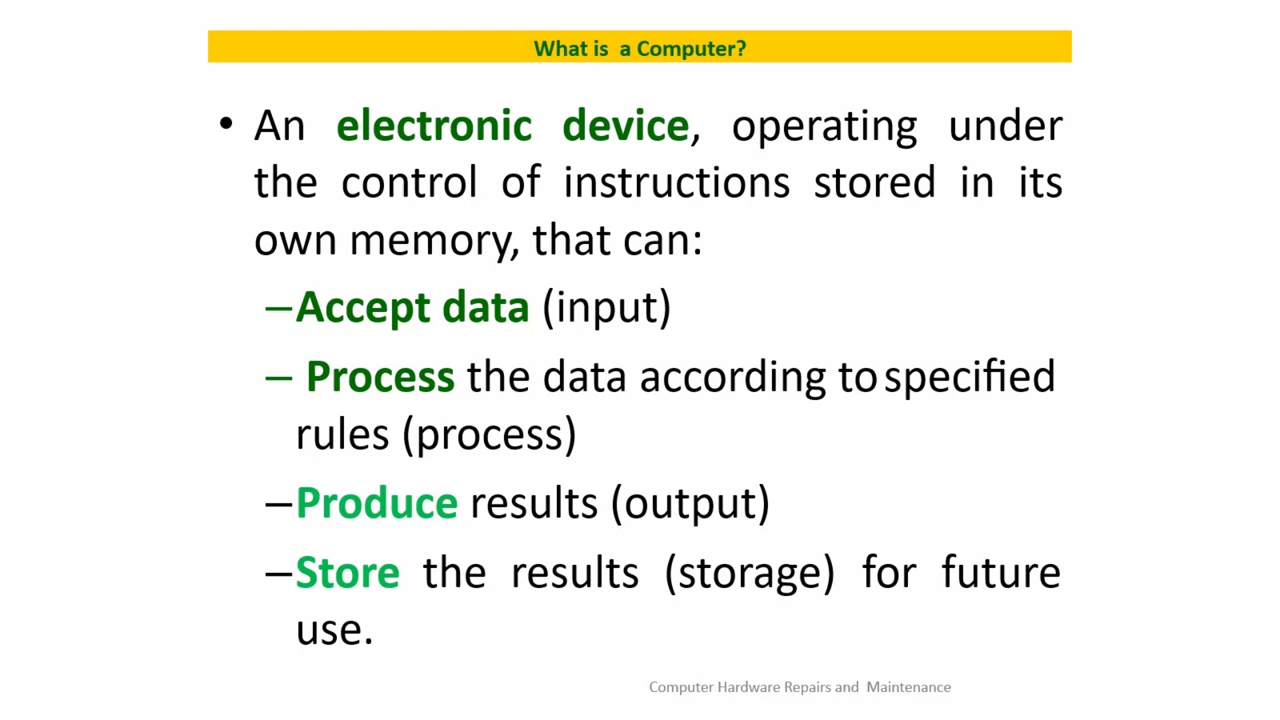 What is a Computer?
• An electronic device, operating under
the control of instructions stored in its
own memory, that can:
–Accept data (input)
– Process the data according to specified
rules (process)
–Produce results (output)
–Store the results (storage) for future
use.
Computer Hardware Repairs and Maintenance